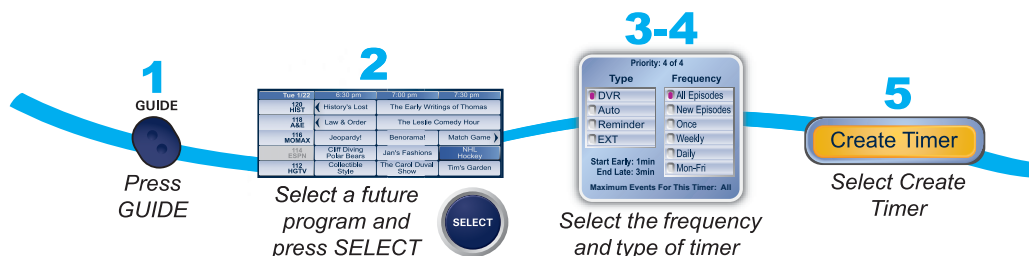 1
GUIDE
Press
GUIDE
2
Tue 1/22 6:30 pm 7:00 pm 7:30 pm
120 HIST History's Lost The Early Writings of Thomas
118 A&E Law & Order The Leslie Comedy Hour
116 MOMAX Jeopardy! Benorama! Match Game
114 ESPN Cliff Diving Polar Bears Jan's Fashions NHL Hockey
112 HGTV Collectible Style The Carol Duval Show Tim's Garden
Select a future
program and
press SELECT
SELECT
3-4
Priority: 4 of 4
Type Frequency
DVR All Episodes
Auto New Episodes
Reminder Once
EXT Weekly
Daily
Start Early: 1min
End Late: 3min Mon-Fri
Maximum Events For This Timer: All
Select the frequency
and type of timer
5
Create Timer
Select Create
Timer